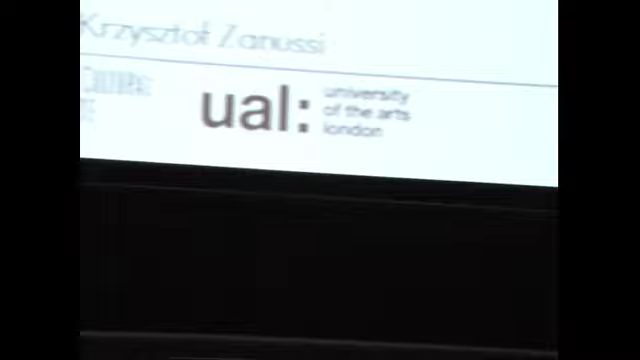 Krzysztof Zanussi
ual:
university
of the arts
london